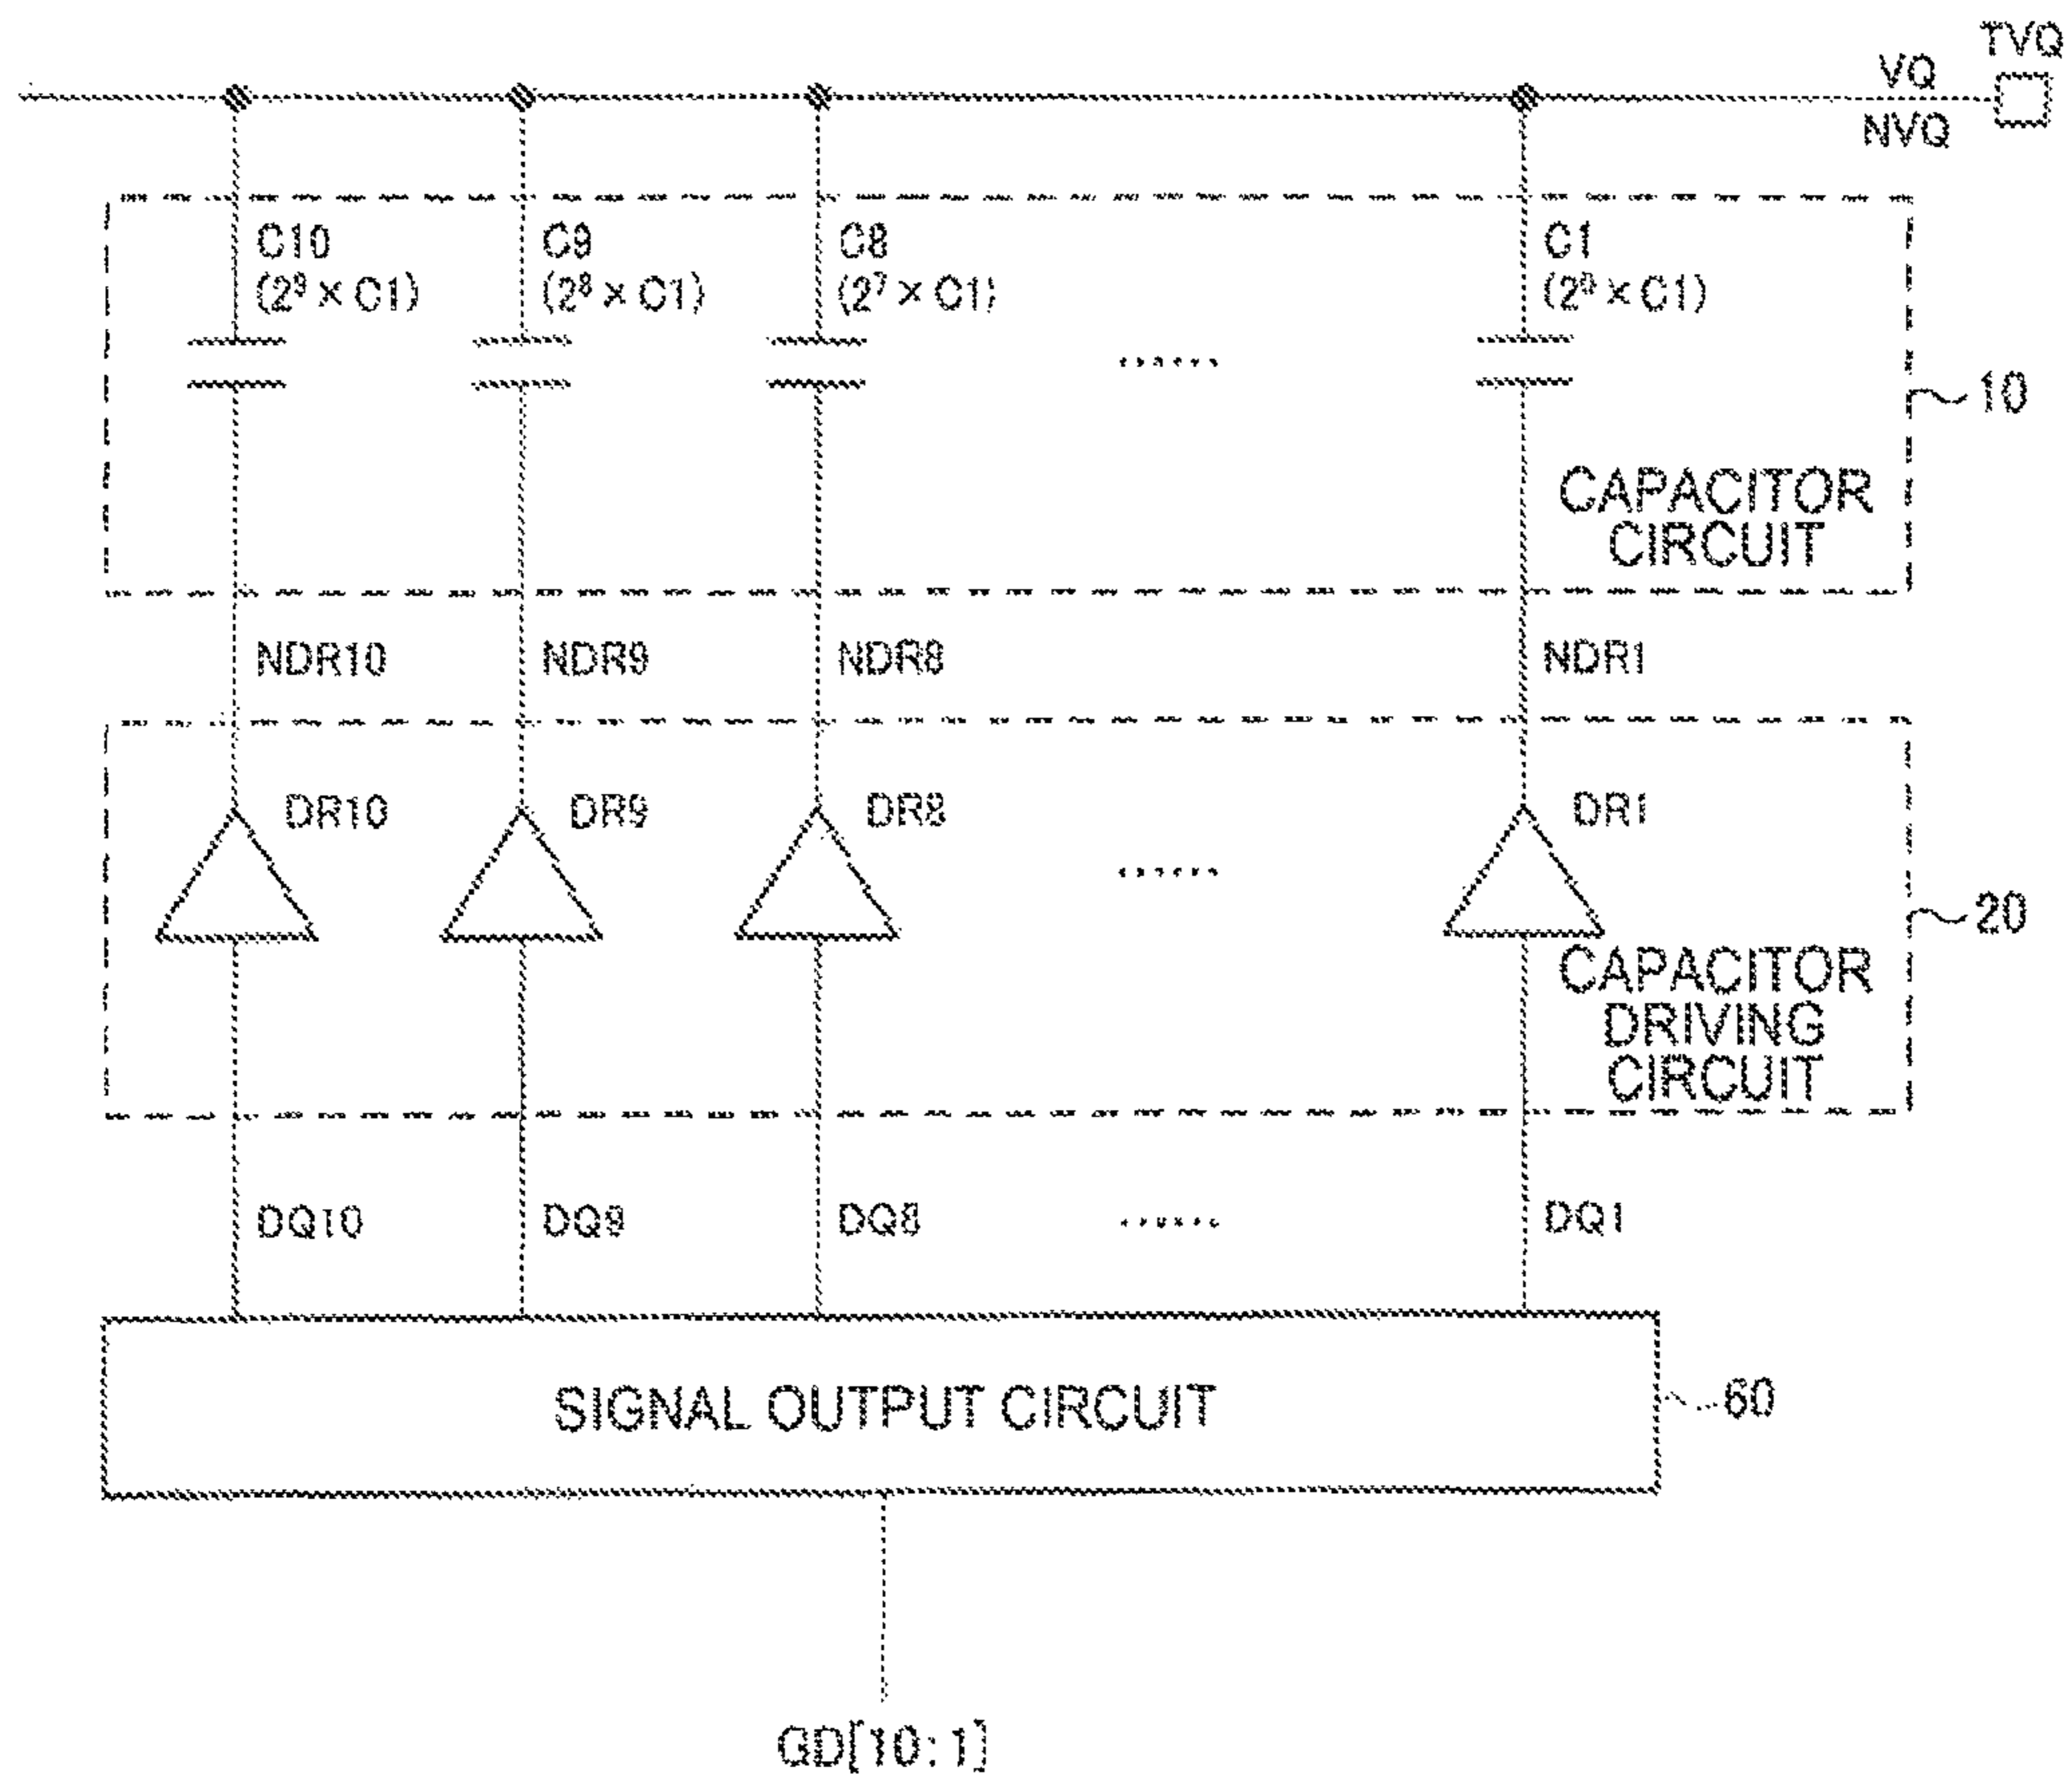 TVQ
VQ
NVQ
C10
(2⁹×C1)
C9
(2⁸×C1)
C8
(2⁷×C1)
C1
(2⁰×C1)
......
10
CAPACITOR
CIRCUIT
NDR10
NDR9
NDR8
NDR1
DR10
DR9
DR8
......
DR1
20
CAPACITOR
DRIVING
CIRCUIT
DQ10
DQ9
DQ8
......
DQ1
SIGNAL OUTPUT CIRCUIT
60
GD[10:1]